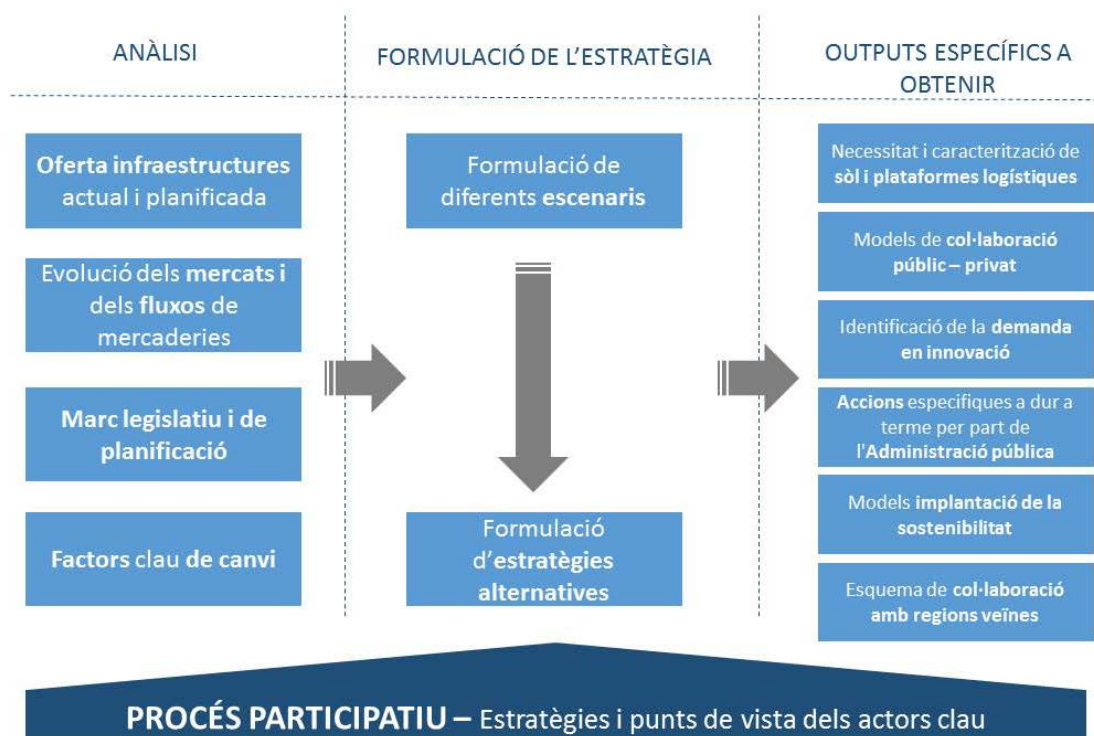 ANÀLISI
Oferta infraestructures
actual i planificada
Evolució dels mercats i
dels fluxos de
mercaderies
Marc legislatiu i de
planificació
Factors clau de canvi
FORMULACIÓ DE L'ESTRATÈGIA
Formulació de
diferents escenaris
Formulació
d'estratègies
alternatives
OUTPUTS ESPECÍFICS A
OBTENIR
Necessitat i caracterització de
sòl i plataformes logístiques
Models de col·laboració
públic – privat
Identificació de la demanda
en innovació
Accions especifiques a dur a
terme per part de
l'Administració pública
Models implantació de la
sostenibilitat
Esquema de col·laboració
amb regions veïnes
PROCÉS PARTICIPATIU – Estratègies i punts de vista dels actors clau